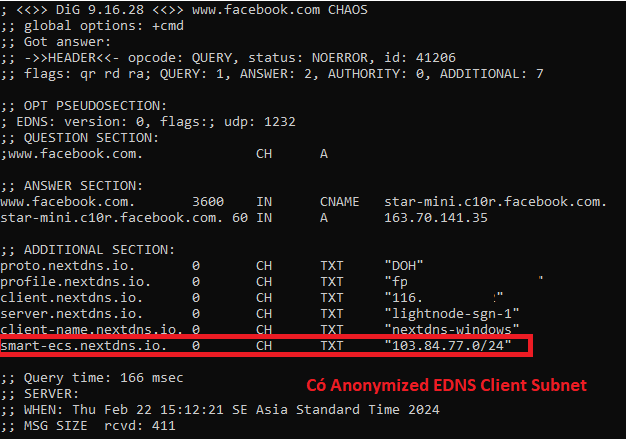 ; <<>> DiG 9.16.28 <<>> www.facebook.com CHAOS
;; global options: +cmd
;; Got answer:
;; ->>HEADER<<- opcode: QUERY, status: NOERROR, id: 41206
;; flags: qr rd ra; QUERY: 1, ANSWER: 2, AUTHORITY: 0, ADDITIONAL: 7
;; OPT PSEUDOSECTION:
; EDNS: version: 0, flags:; udp: 1232
;; QUESTION SECTION:
;www.facebook.com. CH A
;; ANSWER SECTION:
www.facebook.com. 3600 IN CNAME star-mini.c10r.facebook.com.
star-mini.c10r.facebook.com. 60 IN A 163.70.141.35
;; ADDITIONAL SECTION:
proto.nextdns.io. 0 CH TXT "DOH"
profile.nextdns.io. 0 CH TXT "fp "
client.nextdns.io. 0 CH TXT "116. "
server.nextdns.io. 0 CH TXT "lightnode-sgn-1"
client-name.nextdns.io. 0 CH TXT "nextdns-windows"
smart-ecs.nextdns.io. 0 CH TXT "103.84.77.0/24"
;; Query time: 166 msec
;; SERVER:
;; WHEN: Thu Feb 22 15:12:21 SE Asia Standard Time 2024
;; MSG SIZE rcvd: 411
Có Anonymized EDNS Client Subnet